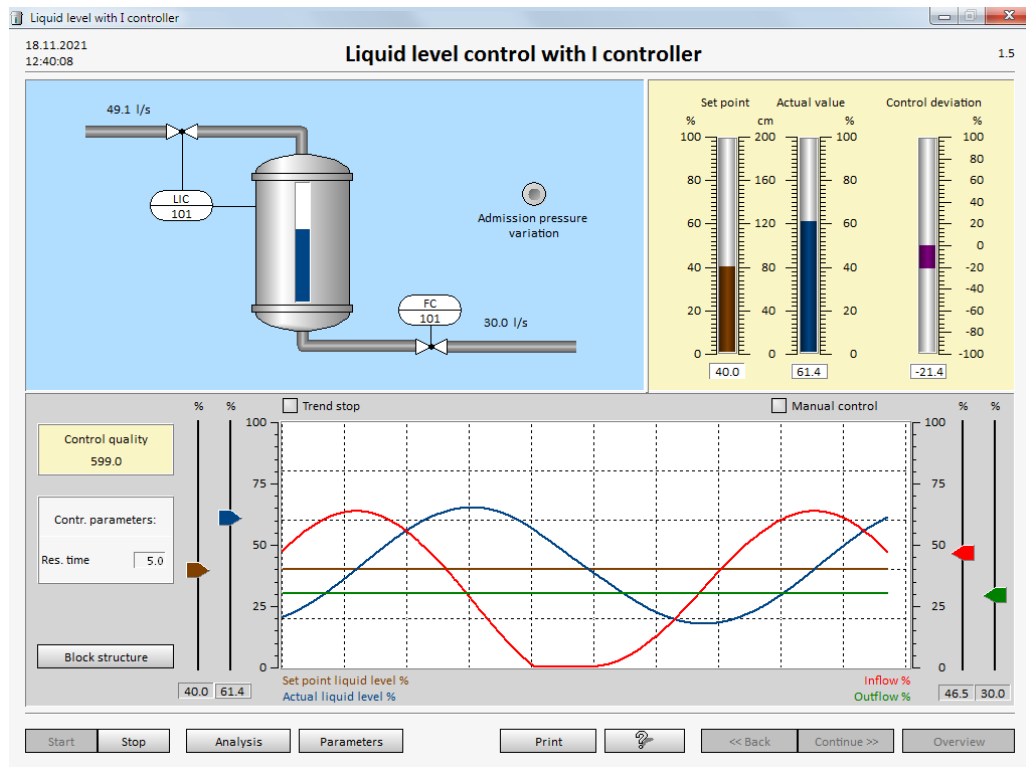 Liquid level with I controller
18.11.2021
12:40:08
Liquid level control with I controller
1.5
49.1 l/s
LIC
101
Admission pressure
variation
FC
101
30.0 l/s
Set point Actual value Control deviation
% cm % %
100 200 100 100
80
80 160 80 60
40
60 120 60 20
0
40 80 40 -20
-40
20 40 20 -60
-80
0 0 0 -100
40.0 61.4 -21.4
% % Trend stop Manual control % %
Control quality
599.0
Contr. parameters:
Res. time 5.0
Block structure
100 100
75 75
50 50
25 25
0 0
40.0 61.4
Set point liquid level % Inflow %
Actual liquid level % Outflow %
46.5 30.0
Start Stop Analysis Parameters Print ? << Back Continue >> Overview